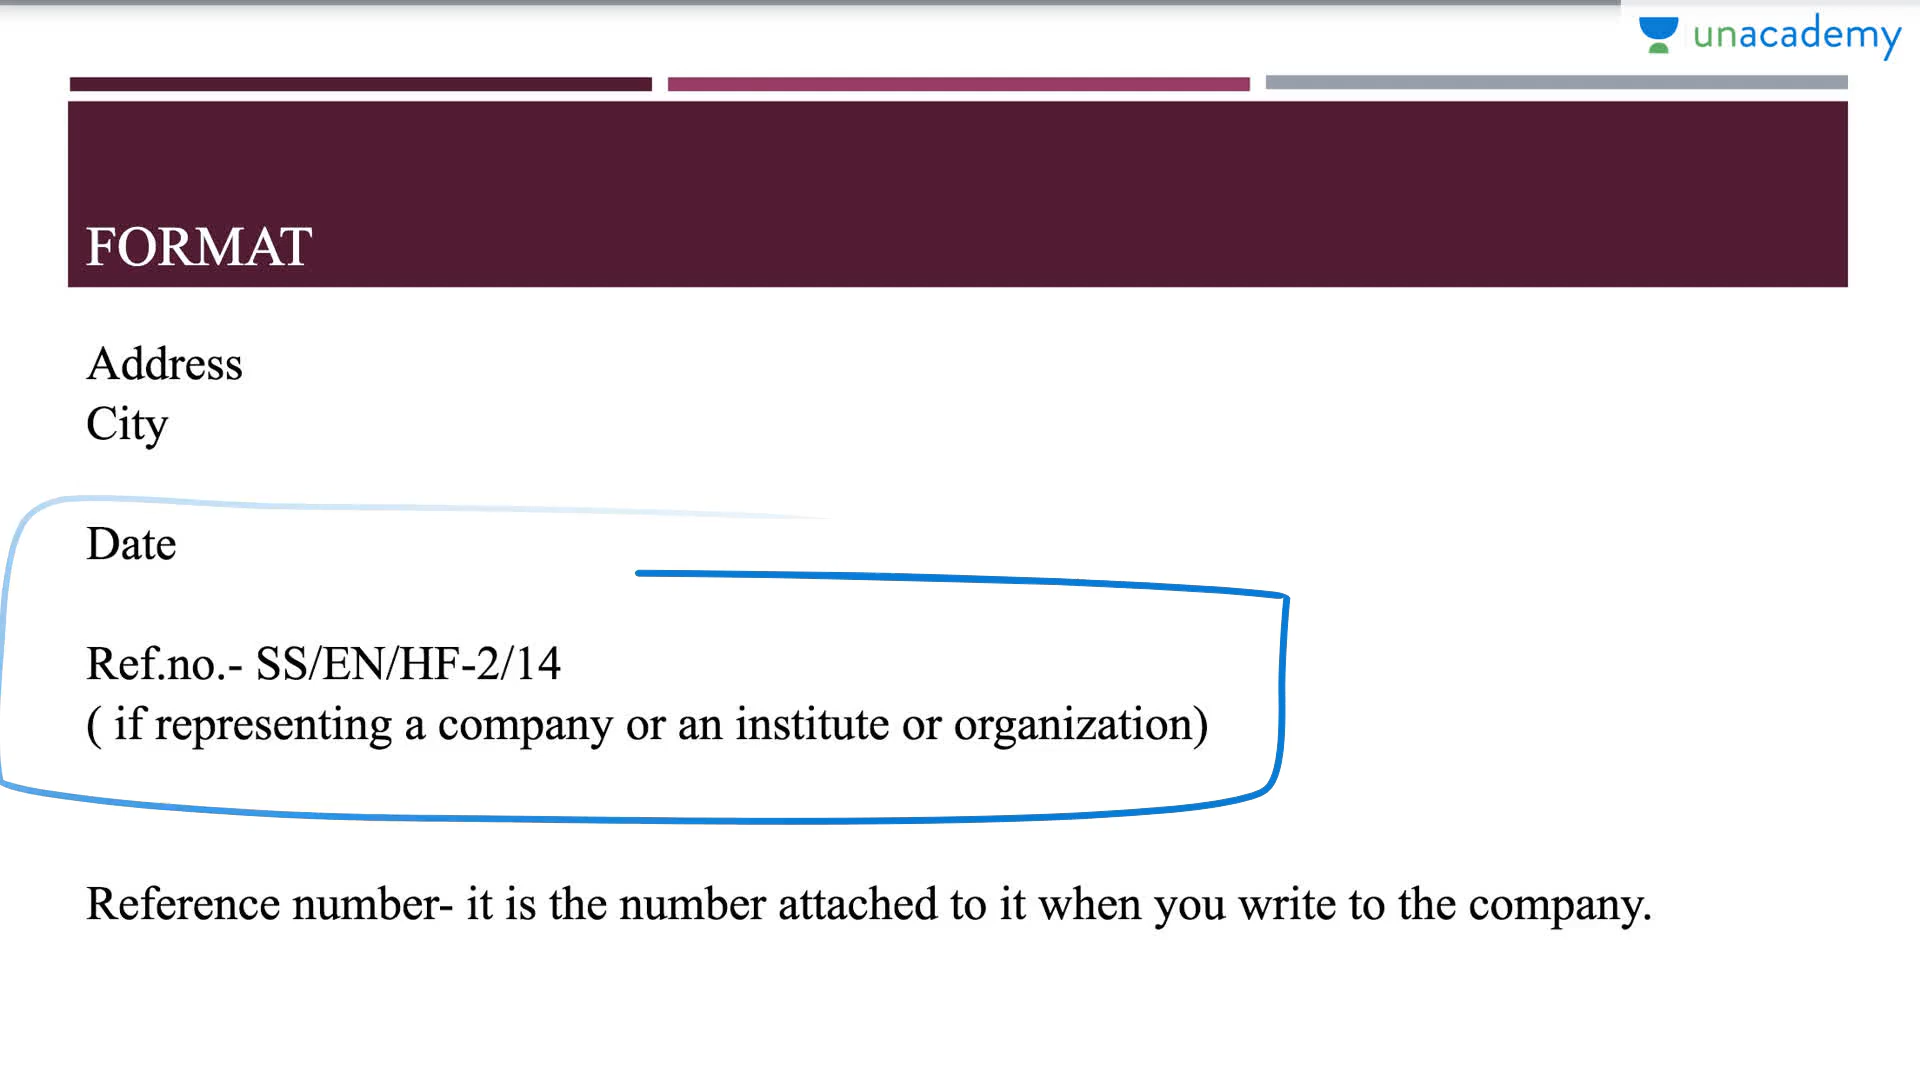 unacademy
FORMAT
Address
City
Date
Ref.no.- SS/EN/HF-2/14
( if representing a company or an institute or organization)
Reference number- it is the number attached to it when you write to the company.